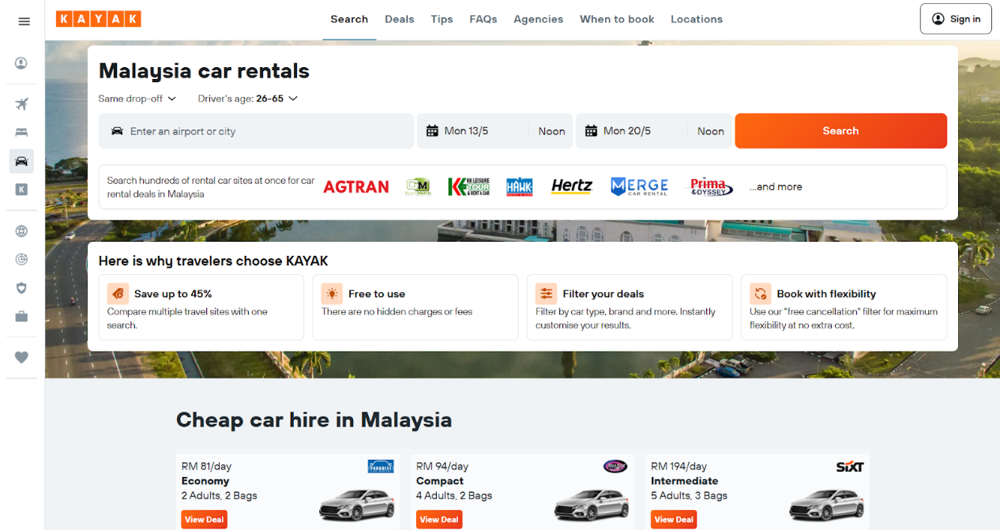 KAYAK
Search Deals Tips FAQs Agencies When to book Locations
Sign in
Malaysia car rentals
Same drop-off Driver's age: 26-65
Enter an airport or city Mon 13/5 Noon Mon 20/5 Noon Search
Search hundreds of rental car sites at once for car
rental deals in Malaysia
AGTRAN
GM
KK LEISURE
TOUR
& RENT A CAR
HAWK
RENT A CAR
Hertz
MERGE
CAR RENTAL
Prima
&DYSSEY
...and more
K
Here is why travelers choose KAYAK
Save up to 45%
Compare multiple travel sites with one
search.
Free to use
There are no hidden charges or fees
Filter your deals
Filter by car type, brand and more. Instantly
customise your results.
Book with flexibility
Use our "free cancellation" filter for maximum
flexibility at no extra cost.
Cheap car hire in Malaysia
RM 81/day
PARADISE
Economy
2 Adults, 2 Bags
View Deal
RM 94/day
Compact
4 Adults, 2 Bags
View Deal
RM 194/day
SIXT
Intermediate
5 Adults, 3 Bags
View Deal